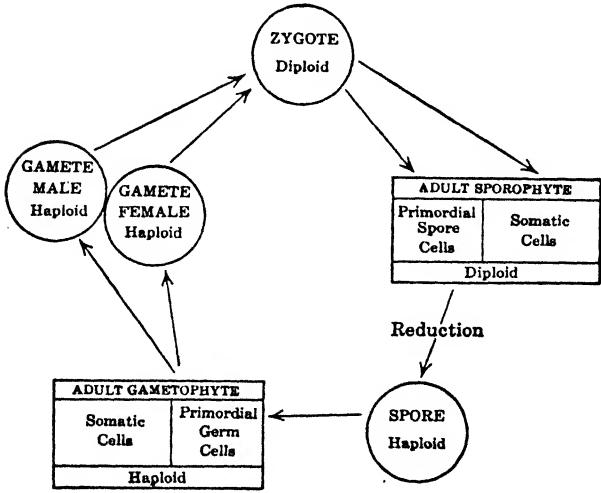 ZYGOTE
Diploid
GAMETE
MALE
Haploid
GAMETE
FEMALE
Haploid
ADULT SPOROPHYTE
Primordial
Spore
Cells
Somatic
Cells
Diploid
Reduction
ADULT GAMETOPHYTE
Somatic
Cells
Primordial
Germ
Cells
Haploid
SPORE
Haploid